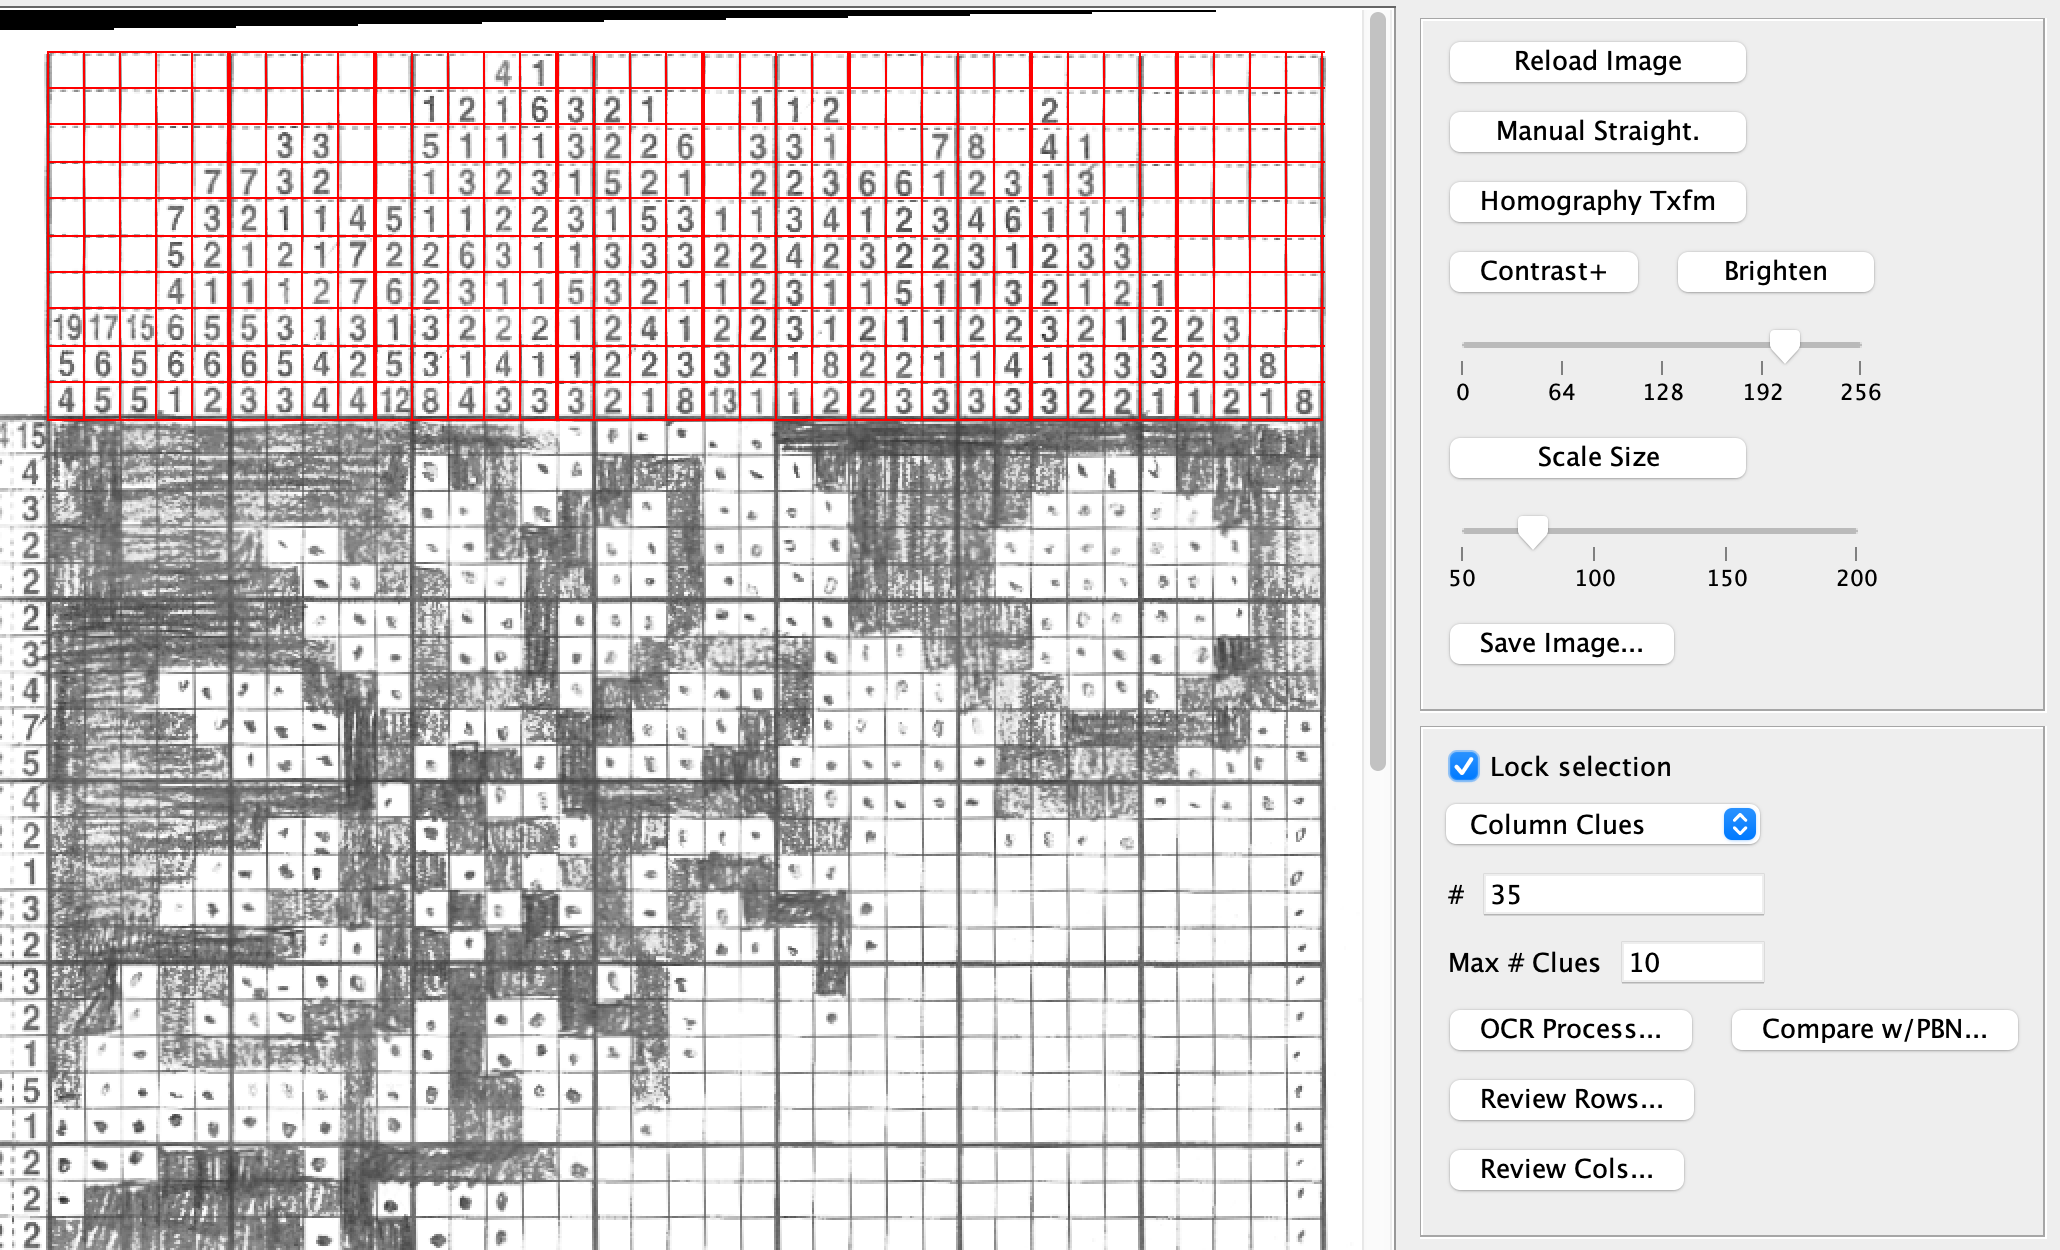 4 1
1 2 1 6 3 2 1 1 1 2 2
3 3 5 1 1 1 3 2 2 6 3 3 1 7 8 4 1
7 7 3 2 1 3 2 3 1 5 2 1 2 2 3 6 6 1 2 3 1 3
7 3 2 1 1 4 5 1 1 2 2 3 1 5 3 1 1 3 4 1 2 3 4 6 1 1 1
5 2 1 2 1 7 2 2 6 3 1 1 3 3 3 2 2 4 2 3 2 2 3 1 2 3 3
4 1 1 1 2 7 6 2 3 1 1 5 3 2 1 1 2 3 1 1 5 1 1 3 2 1 2 1
19 17 15 6 5 5 3 1 3 1 3 2 2 2 1 2 4 1 2 2 3 1 2 1 1 2 2 3 2 1 2 2 3
5 6 5 6 6 6 5 4 2 5 3 1 4 1 1 2 2 3 3 2 1 8 2 2 1 1 4 1 3 3 3 2 3 8
4 5 5 1 2 3 3 4 4 12 8 4 3 3 3 2 1 8 13 1 1 2 2 3 3 3 3 3 2 2 1 1 2 1 8
4 15
4
3
2
2
2
3
4
7
5
4
2
1
3
2
3
2
1
5
1
2
2
2
Reload Image
Manual Straight.
Homography Txfm
Contrast+ Brighten
0 64 128 192 256
Scale Size
50 100 150 200
Save Image...
Lock selection
Column Clues
# 35
Max # Clues 10
OCR Process... Compare w/PBN...
Review Rows...
Review Cols...